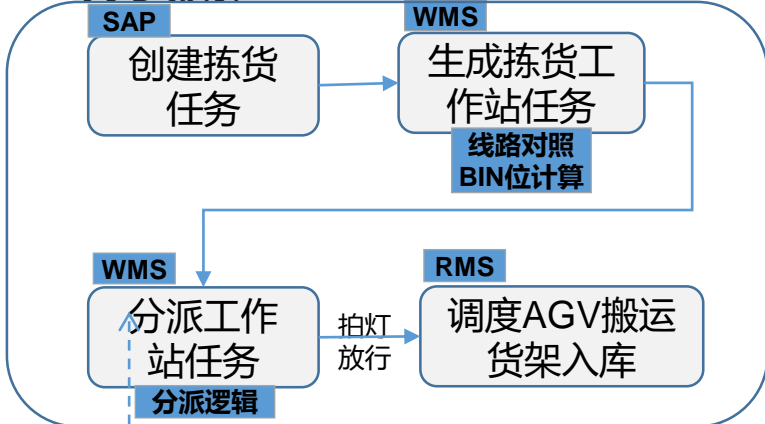 SAP
WMS
创建拣货
任务
生成拣货工
作站任务
线路对照
BIN位计算
WMS
RMS
分派工作
站任务
拍灯
放行
调度AGV搬运
货架入库
分派逻辑